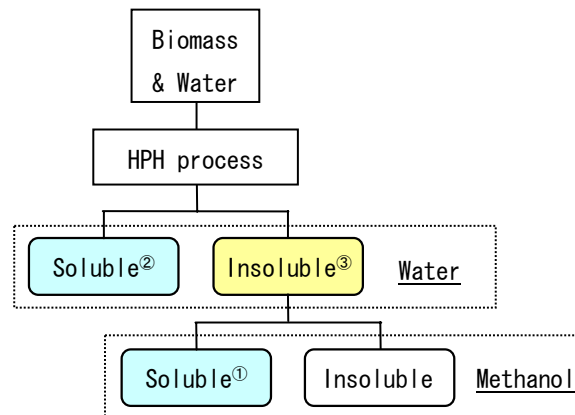 Biomass
& Water
HPH process
Soluble② Insoluble③ Water
Soluble① Insoluble Methanol